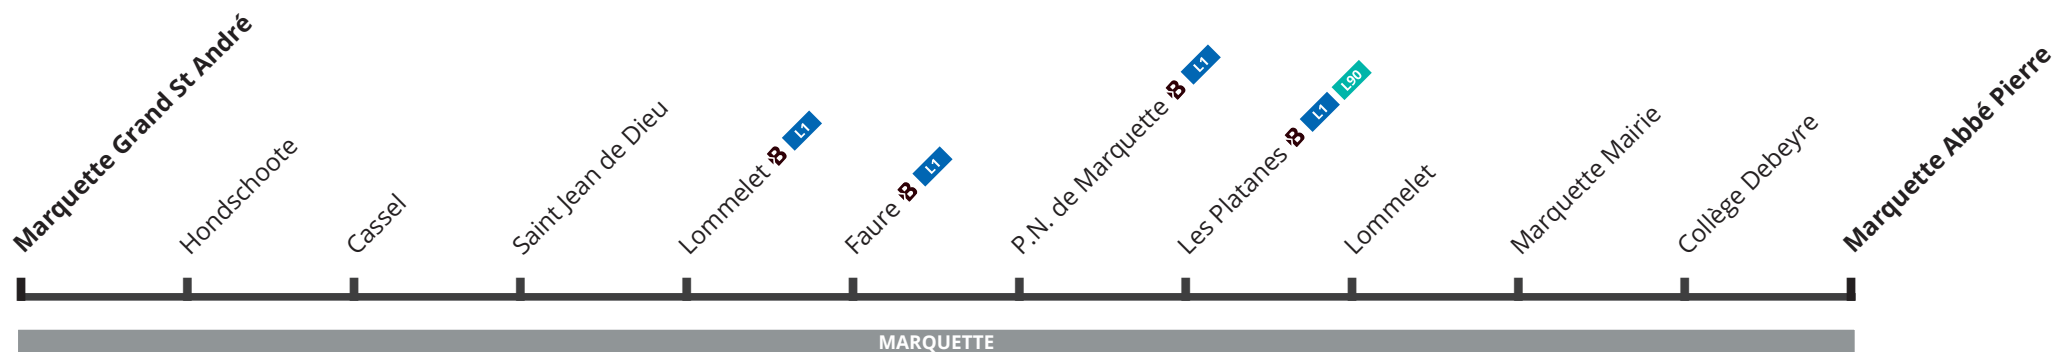 Marquette Grand St André
Hondschoote
Cassel
Saint Jean de Dieu
Lommelet B L1
Faure B L1
P.N. de Marquette B L1
Les Platanes B L1 L90
Lommelet
Marquette Mairie
Collège Debeyre
Marquette Abbé Pierre
MARQUETTE